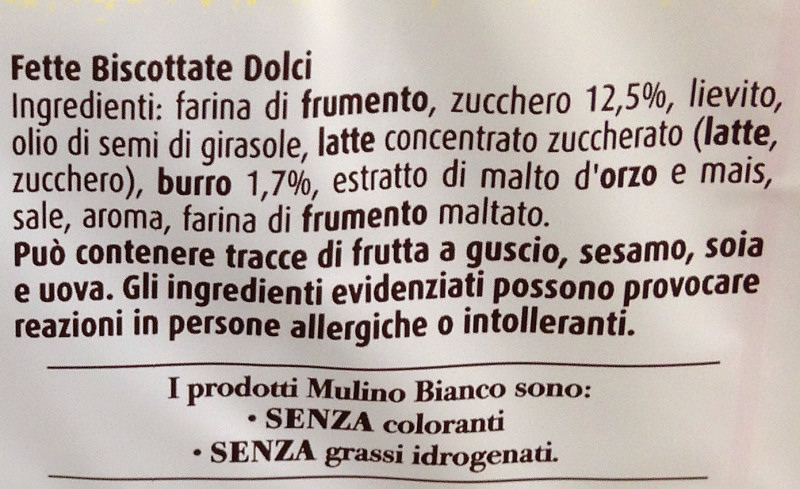 Fette Biscottate Dolci
Ingredienti: farina di frumento, zucchero 12,5%, lievito,
olio di semi di girasole, latte concentrato zuccherato (latte,
zucchero), burro 1,7%, estratto di malto d'orzo e mais,
sale, aroma, farina di frumento maltato.
Può contenere tracce di frutta a guscio, sesamo, soia
e uova. Gli ingredienti evidenziati possono provocare
reazioni in persone allergiche o intolleranti.
I prodotti Mulino Bianco sono:
• SENZA coloranti
• SENZA grassi idrogenati.